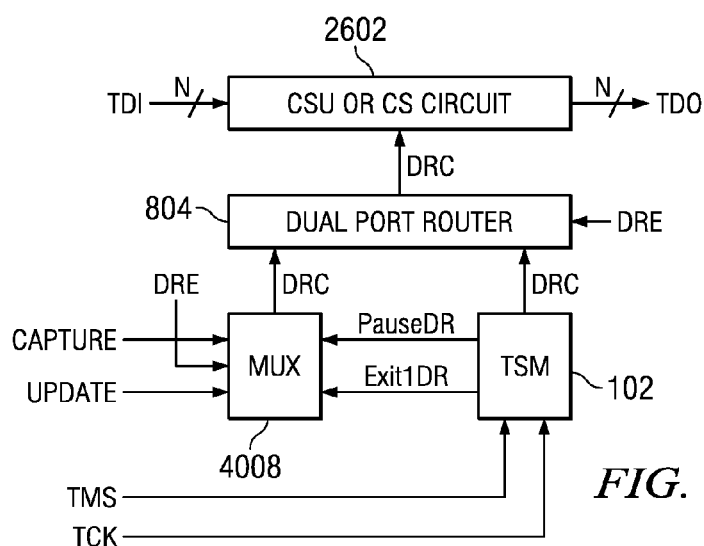 2602
TDI
N
CSU OR CS CIRCUIT
N
TDO
DRC
804
DUAL PORT ROUTER
DRE
DRE
DRC
DRC
CAPTURE
UPDATE
MUX
PauseDR
Exit1DR
TSM
102
4008
TMS
TCK
FIG.